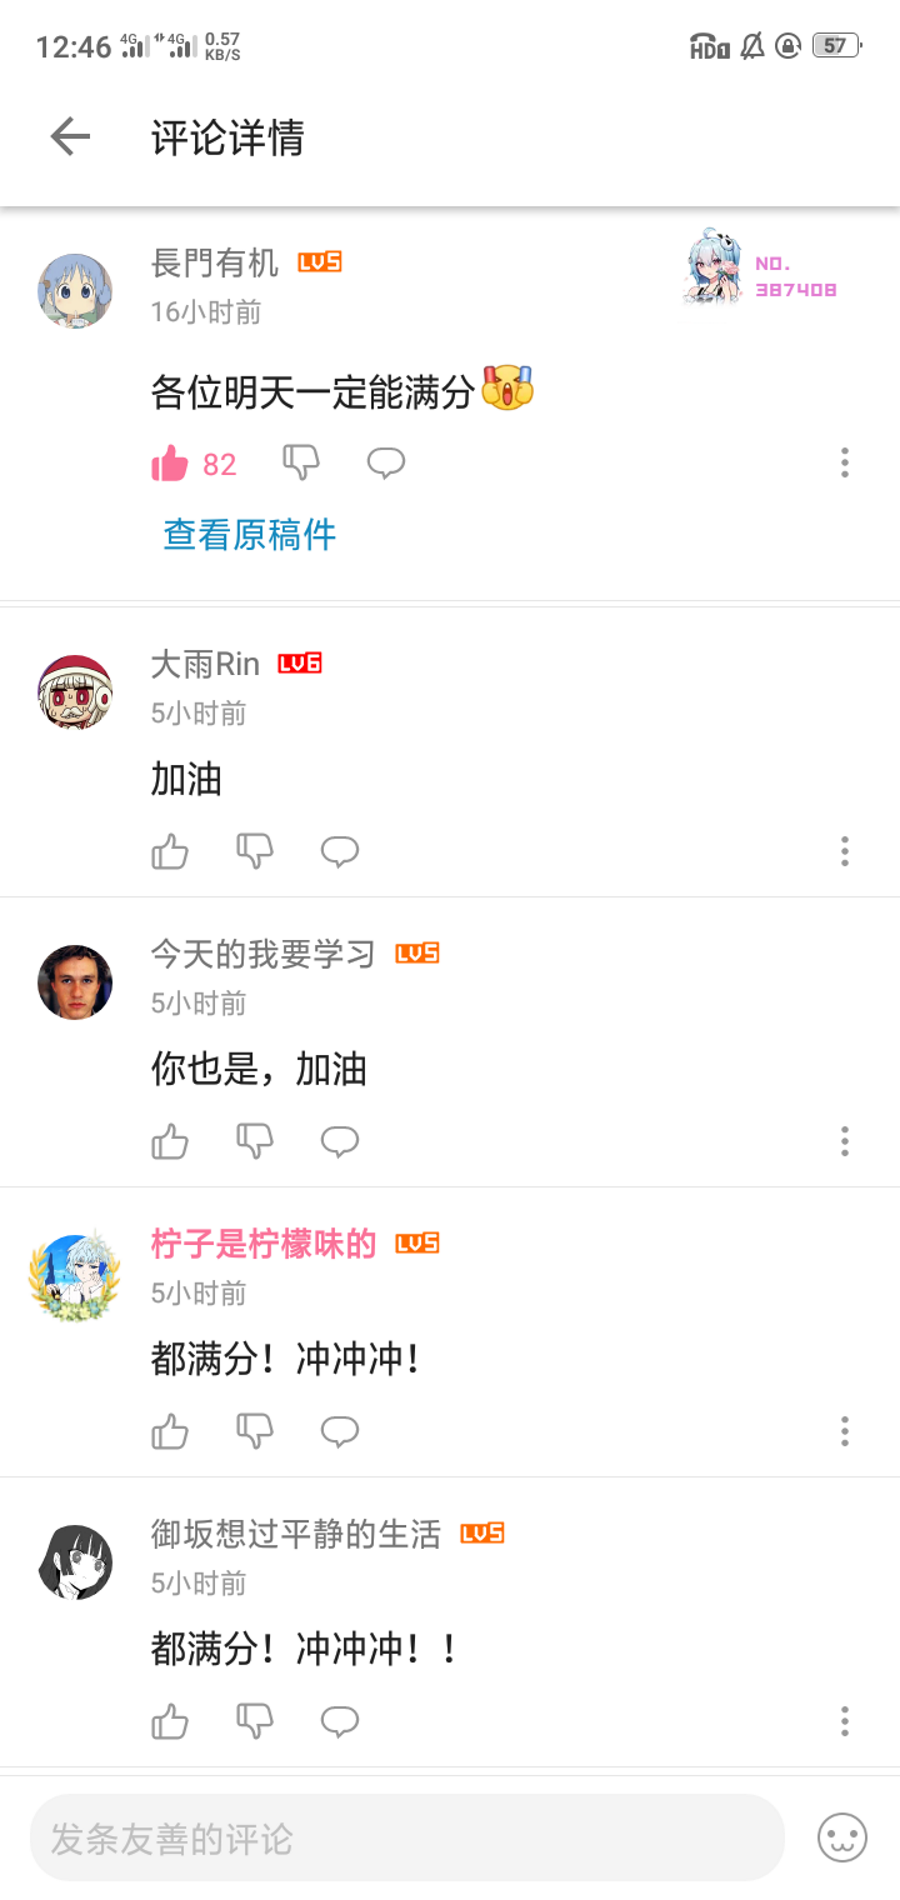 12:46 4G 4G 0.57 KB/S HD1 57
评论详情
長門有机 LV5
16小时前
NO.
387408
各位明天一定能满分
82
查看原稿件
大雨Rin LV6
5小时前
加油
今天的我要学习 LV5
5小时前
你也是，加油
柠子是柠檬味的 LV5
5小时前
都满分！冲冲冲！
御坂想过平静的生活 LV5
5小时前
都满分！冲冲冲！！
发条友善的评论